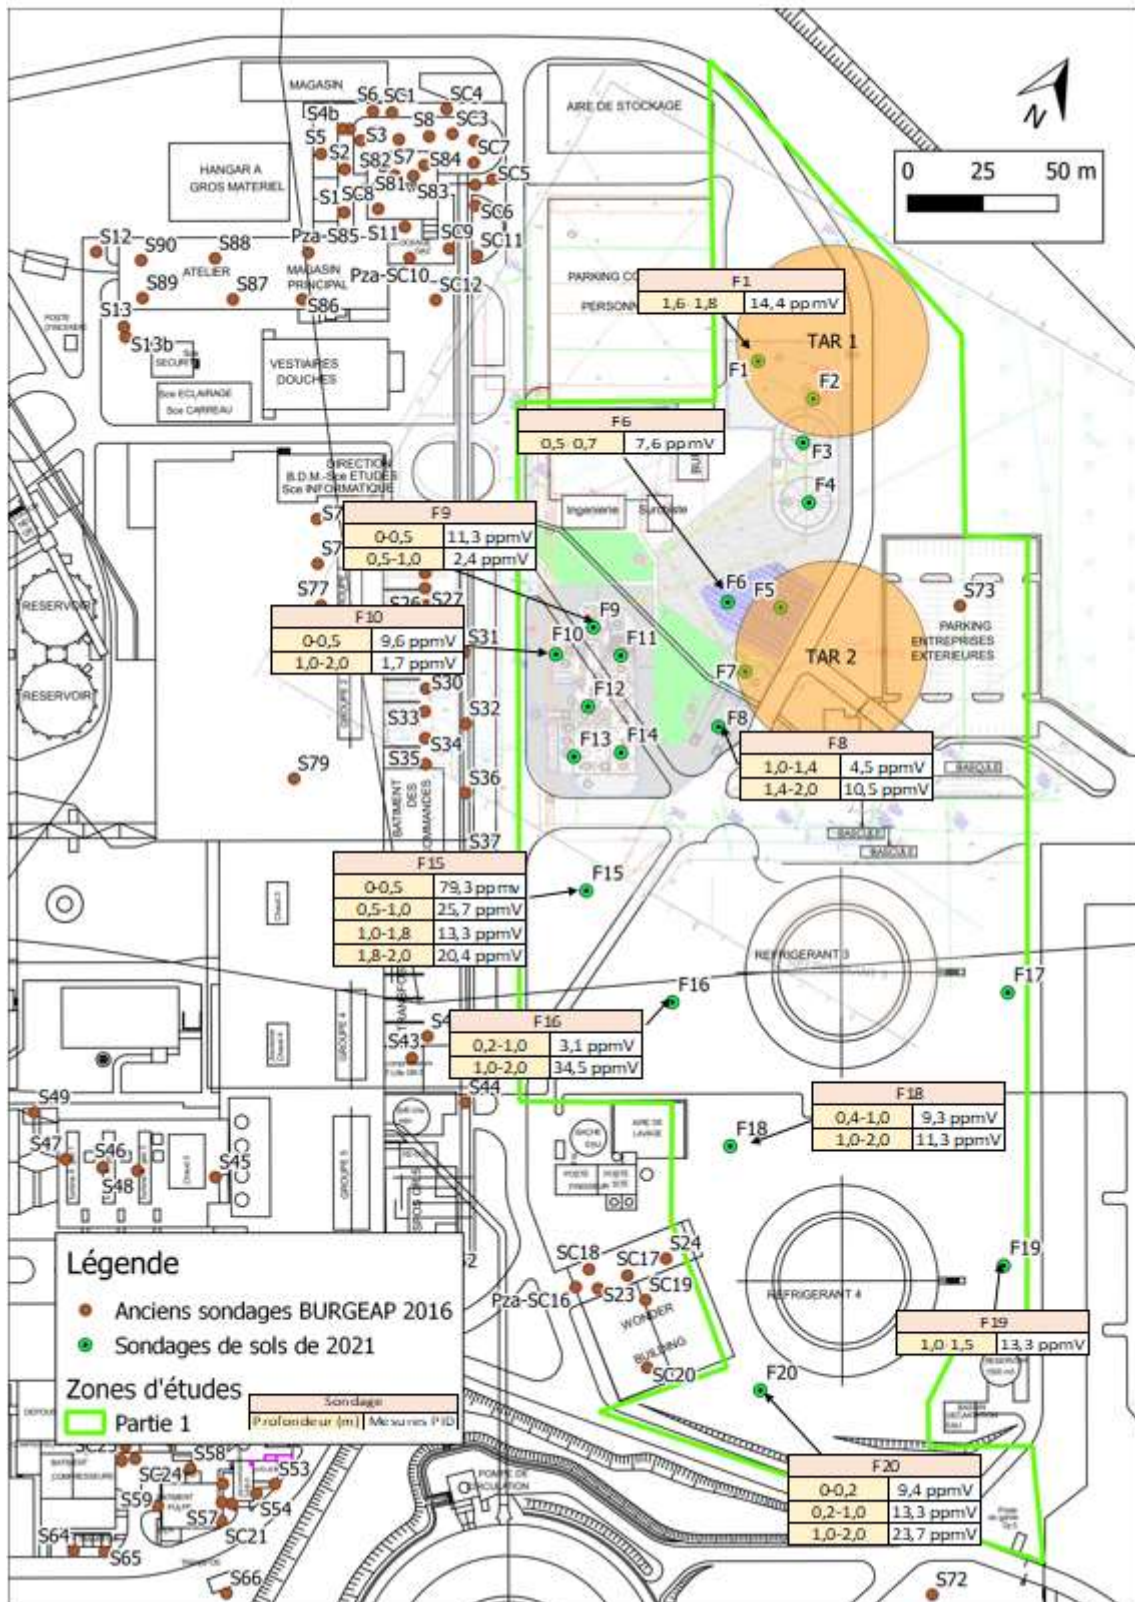 MAGASIN
AIRE DE STOCKAGE
N
0 25 50 m
S6 SC1 SC4
S4b
S5 S3 S8 SC3
S2 S82 S7 S84 SC7
HANGAR A
GROS MATERIEL
S81 S83 SC5
S1 SC8 SC6
S11 SC9 SC11
S12 S90 S88 Pza-S85
ATELIER
MAGASIN
PRINCIPAL
Pza-SC10
S89 S87 S86 SC12
S13
S13b
SECURITE
VESTIAIRES
DOUCHES
Sce ECLAIRAGE
Sce CARREAU
PARKING
F1
1,6-1,8 14,4 ppmV
TAR 1
F1
F2
F3
F4
F6
0,5-0,7 7,6 ppmV
DIRECTION
B.D.M.-Sce ETUDES
Sce INFORMATIQUE
Ingenierie
F9
0-0,5 11,3 ppmV
0,5-1,0 2,4 ppmV
S77
RESERVOIR
S26 S27
F6 F5
S73
PARKING
ENTREPRISES
EXTERIEURES
F10
0-0,5 9,6 ppmV
1,0-2,0 1,7 ppmV
F9
F10 F11
S31
TAR 2
F7
RESERVOIR
GROUPE 2
S30
S33
S32
F12
F8
S34
F13 F14
F8
1,0-1,4 4,5 ppmV
1,4-2,0 10,5 ppmV
S35
S79
S36
BATIMENT
DES
COMMANDES
BASCULE
BASCULE
BASCULE
S37
F15
0-0,5 79,3 ppmv
0,5-1,0 25,7 ppmV
1,0-1,8 13,3 ppmV
1,8-2,0 20,4 ppmV
F15
REFRIGERANT 3
F16
F17
F16
0,2-1,0 3,1 ppmV
1,0-2,0 34,5 ppmV
GROUPE 4
S43
S44
S49
F18
0,4-1,0 9,3 ppmV
1,0-2,0 11,3 ppmV
AIRE DE
LAVAGE
F18
S47 S46 S48 S45
GROUPE 5
BACHE
EAU
SC18 SC17 S24
F19
Pza-SC16 S23 SC19
REFRIGERANT 4
WONDER
BUILDING
F19
1,0-1,5 13,3 ppmV
SC20
F20
RESERVOIR
Légende
Anciens sondages BURGEAP 2016
Sondages de sols de 2021
Zones d'études
Partie 1
Sondage
Profondeur (m) Mesures PID
F20
0-0,2 9,4 ppmV
0,2-1,0 13,3 ppmV
1,0-2,0 23,7 ppmV
S58
S53
S59 S54
S57
SC21
S64 S65
S66
POMPE DE
CIRCULATION
S72